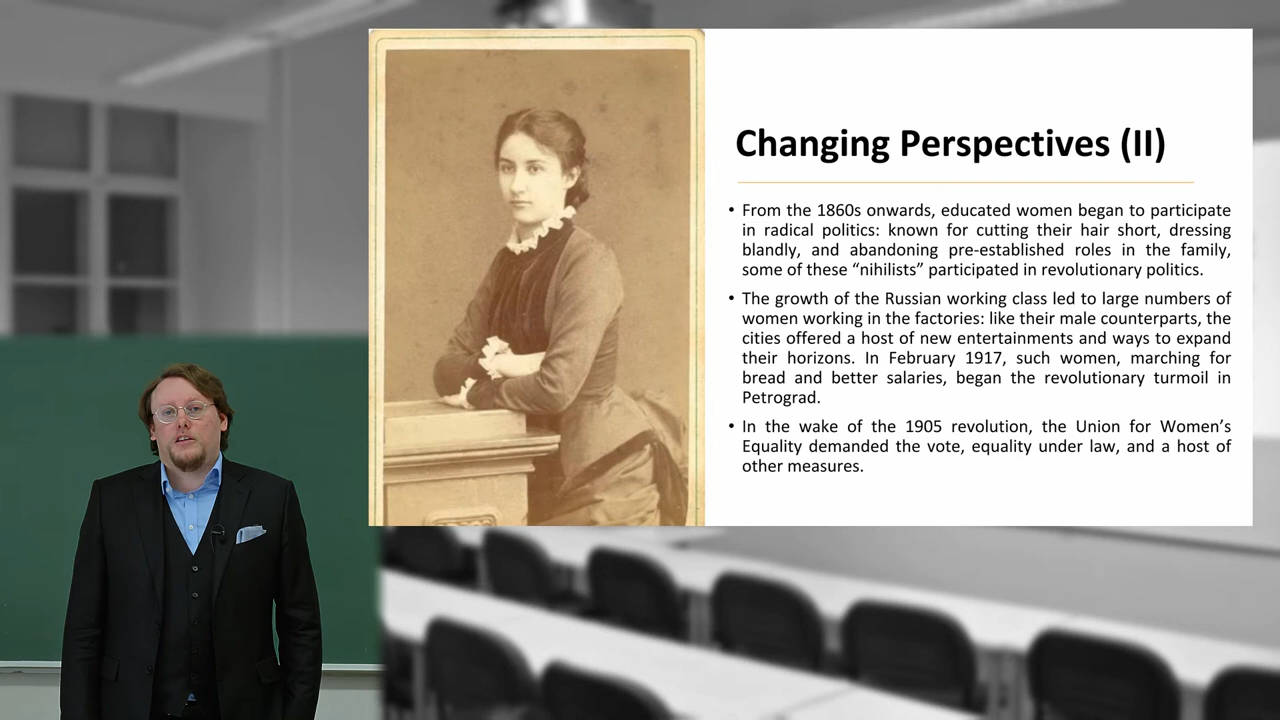 Changing Perspectives (II)
• From the 1860s onwards, educated women began to participate
in radical politics: known for cutting their hair short, dressing
blandly, and abandoning pre-established roles in the family,
some of these “nihilists” participated in revolutionary politics.
• The growth of the Russian working class led to large numbers of
women working in the factories: like their male counterparts, the
cities offered a host of new entertainments and ways to expand
their horizons. In February 1917, such women, marching for
bread and better salaries, began the revolutionary turmoil in
Petrograd.
• In the wake of the 1905 revolution, the Union for Women’s
Equality demanded the vote, equality under law, and a host of
other measures.